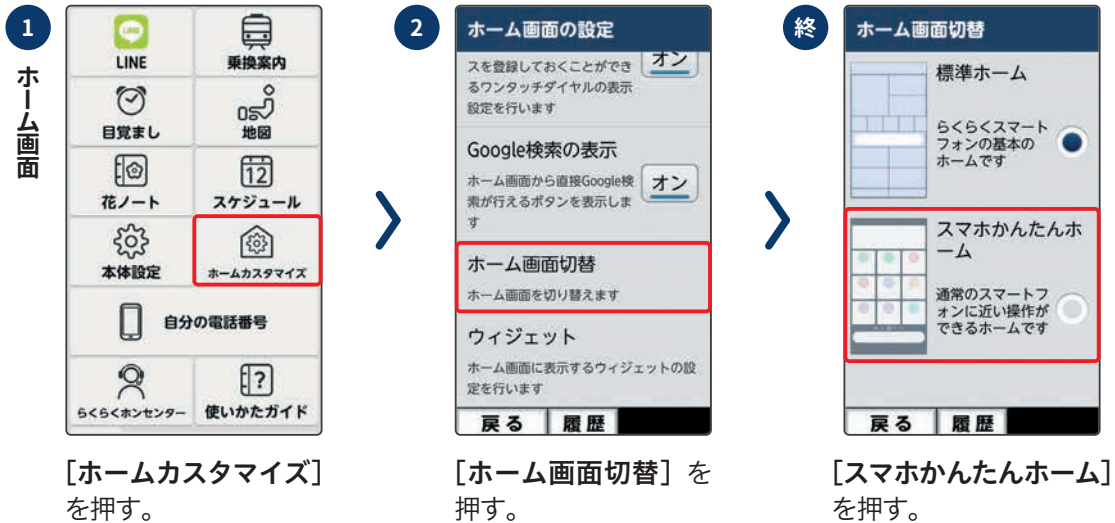 1
ホーム画面
LINE
LINE
乗換案内
目覚まし
地図
花ノート
12
スケジュール
本体設定
ホームカスタマイズ
自分の電話番号
らくらくホンセンター
?
使いかたガイド
[ホームカスタマイズ]
を押す。
2
ホーム画面の設定
スを登録しておくことができ
るワンタッチダイヤルの表示
設定を行います
オン
Google検索の表示
ホーム画面から直接Google検
索が行えるボタンを表示しま
す
オン
ホーム画面切替
ホーム画面を切り替えます
ウィジェット
ホーム画面に表示するウィジェットの設
定を行います
戻る
履歴
[ホーム画面切替]を
押す。
終
ホーム画面切替
標準ホーム
らくらくスマート
フォンの基本の
ホームです
スマホかんたんホ
ーム
通常のスマートフ
ォンに近い操作が
できるホームです
戻る
履歴
[スマホかんたんホーム]
を押す。